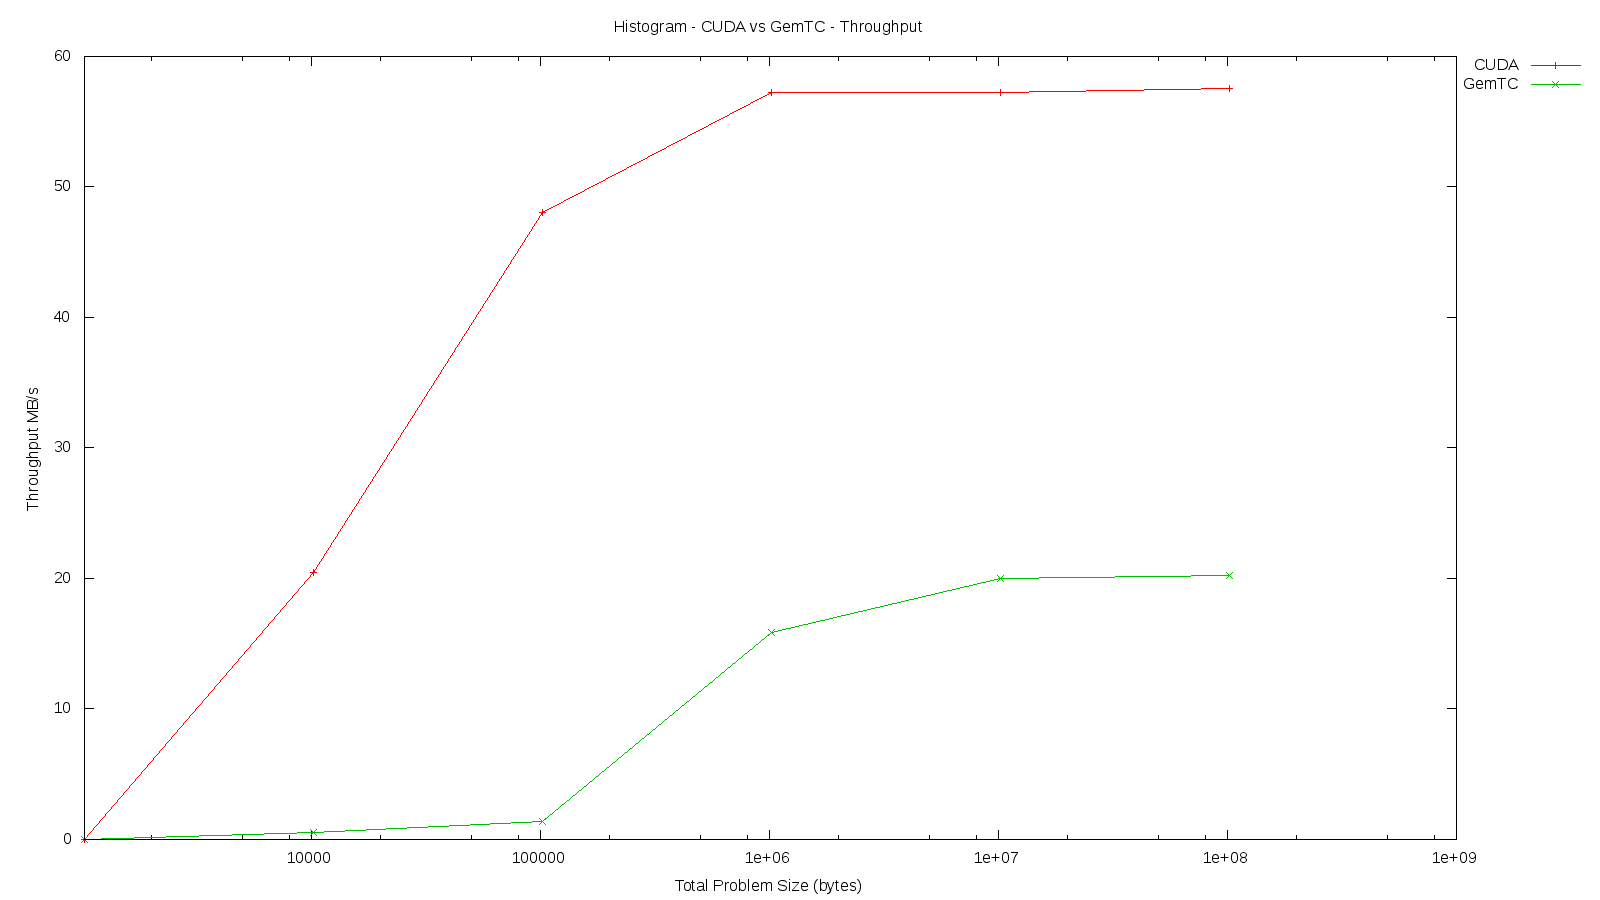 Histogram - CUDA vs GemTC - Throughput
CUDA
GemTC
Throughput MB/s
60
50
40
30
20
10
0
10000
100000
1e+06
1e+07
1e+08
1e+09
Total Problem Size (bytes)